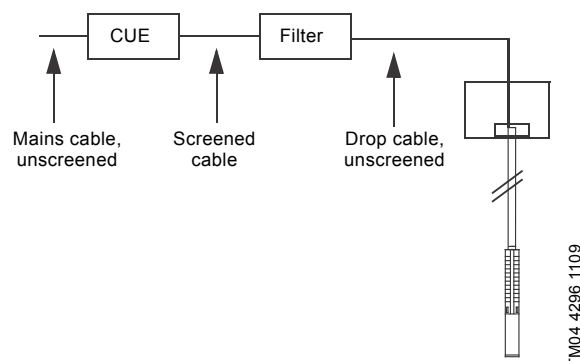 CUE
Filter
Mains cable,
unscreened
Screened
cable
Drop cable,
unscreened
TM04 4296 1109